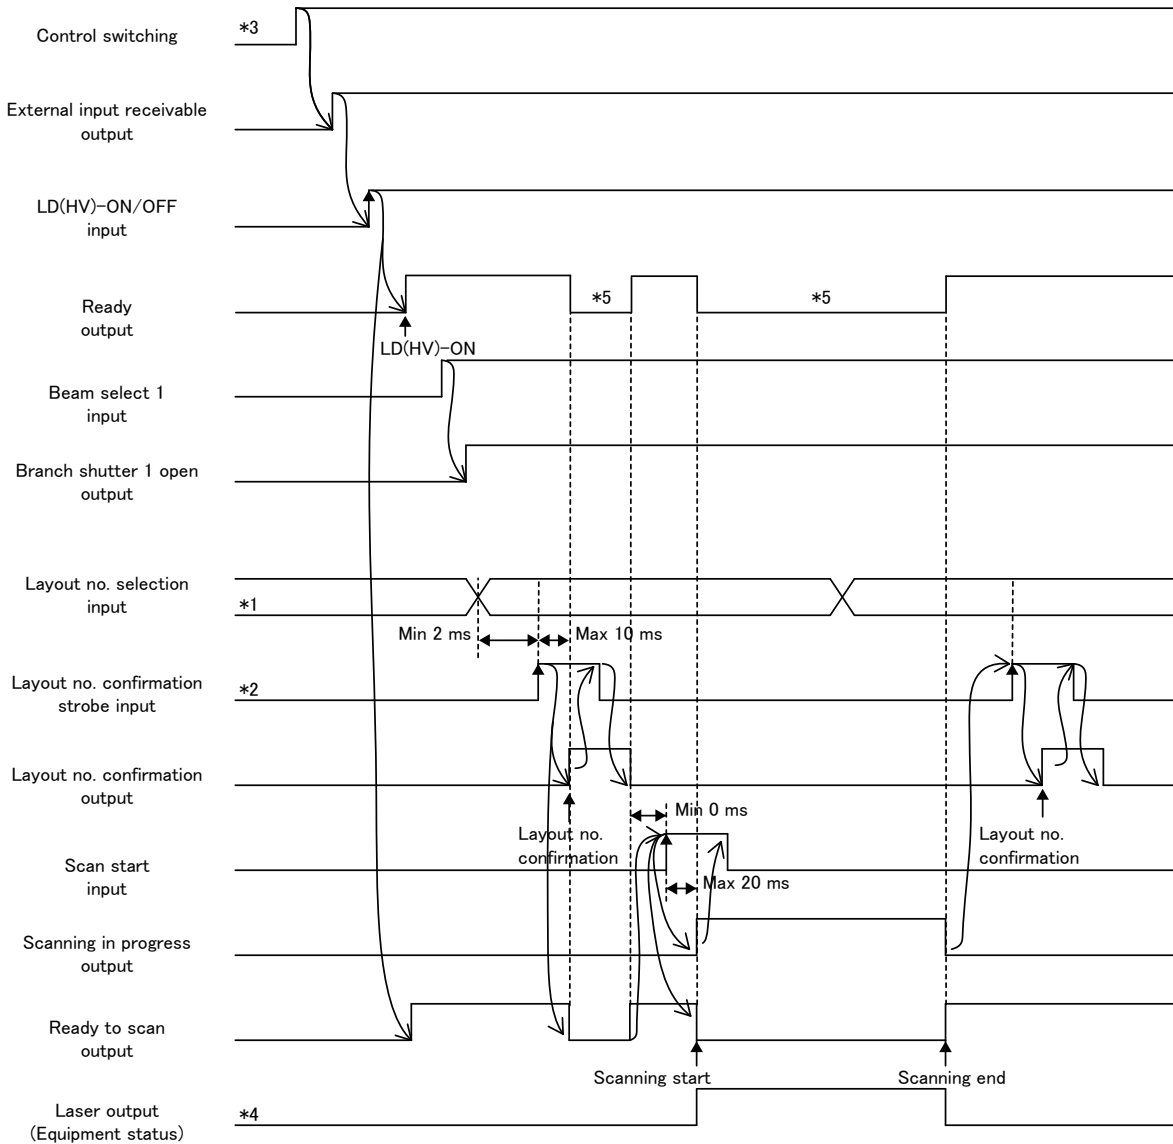 Control switching
*3
External input receivable
output
LD(HV)-ON/OFF
input
Ready
output
*5
*5
LD(HV)-ON
Beam select 1
input
Branch shutter 1 open
output
Layout no. selection
input
*1
Min 2 ms
Max 10 ms
Layout no. confirmation
strobe input
*2
Layout no. confirmation
output
Min 0 ms
Layout no.
confirmation
Layout no.
confirmation
Scan start
input
Max 20 ms
Scanning in progress
output
Ready to scan
output
Scanning start
Scanning end
Laser output
(Equipment status)
*4